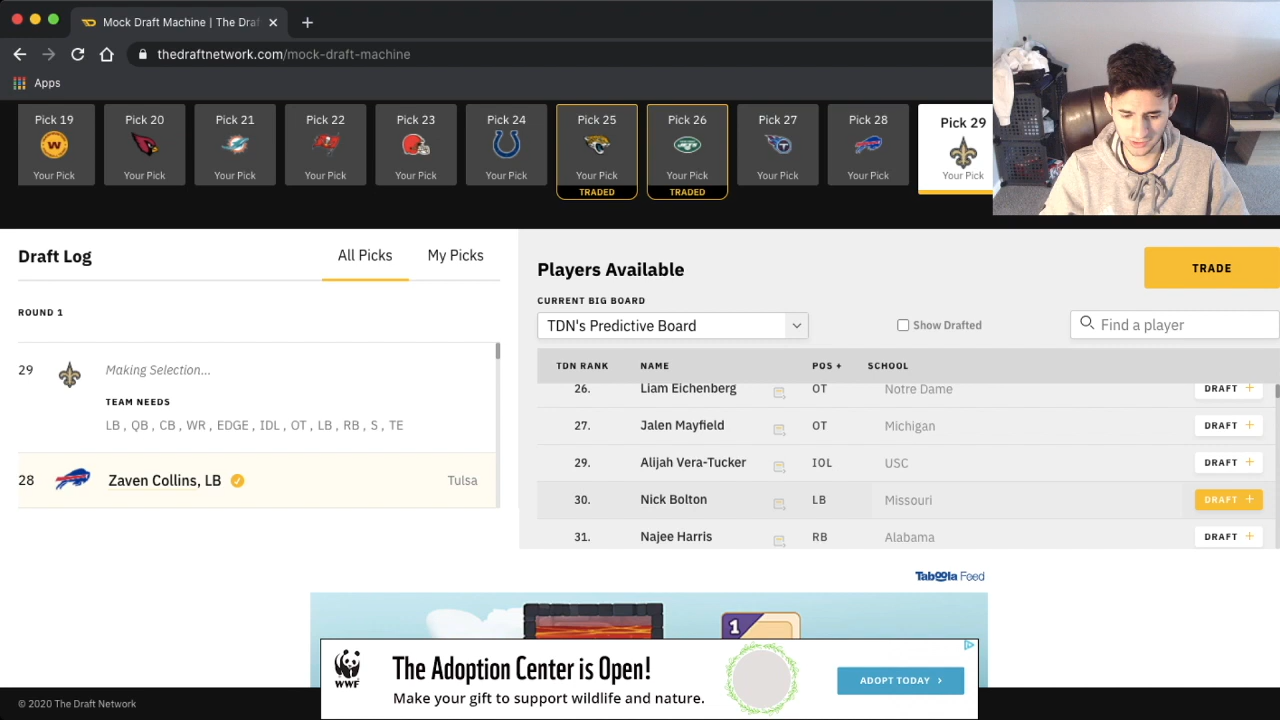 Mock Draft Machine | The Draf
thedraftnetwork.com/mock-draft-machine
Apps
Pick 19 Pick 20 Pick 21 Pick 22 Pick 24 Pick 25 Pick 26 Pick 27 Pick 28 Pick 29
Your Pick Your Pick Your Pick Your Pick Your Pick Your Pick Your Pick Your Pick Your Pick Your Pick Your Pick
TRADED TRADED
Draft Log All Picks My Picks
ROUND 1
29 Making Selection...
TEAM NEEDS
LB , QB , CB , WR , EDGE , IDL , OT , LB , RB , S , TE
28 Zaven Collins, LB Tulsa
Players Available TRADE
CURRENT BIG BOARD
TDN's Predictive Board Show Drafted Find a player
TDN RANK NAME POS + SCHOOL
26. Liam Eichenberg OT Notre Dame DRAFT +
27. Jalen Mayfield OT Michigan DRAFT +
29. Alijah Vera-Tucker IOL USC DRAFT +
30. Nick Bolton LB Missouri DRAFT +
31. Najee Harris RB Alabama DRAFT +
Taboola Feed
1
WWF
The Adoption Center is Open!
Make your gift to support wildlife and nature.
ADOPT TODAY >
© 2020 The Draft Network